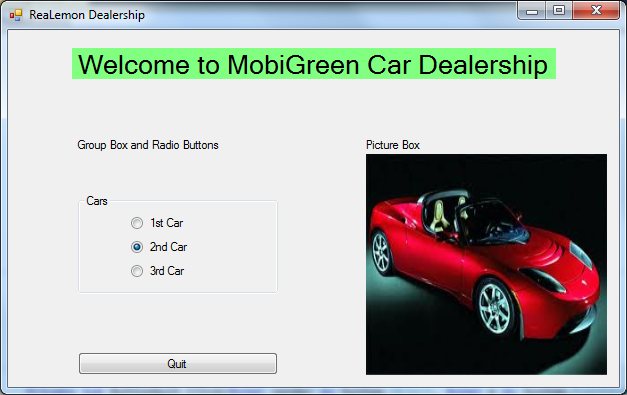 ReaLemon Dealership
Welcome to MobiGreen Car Dealership
Group Box and Radio Buttons
Picture Box
Cars
1st Car
2nd Car
3rd Car
Quit